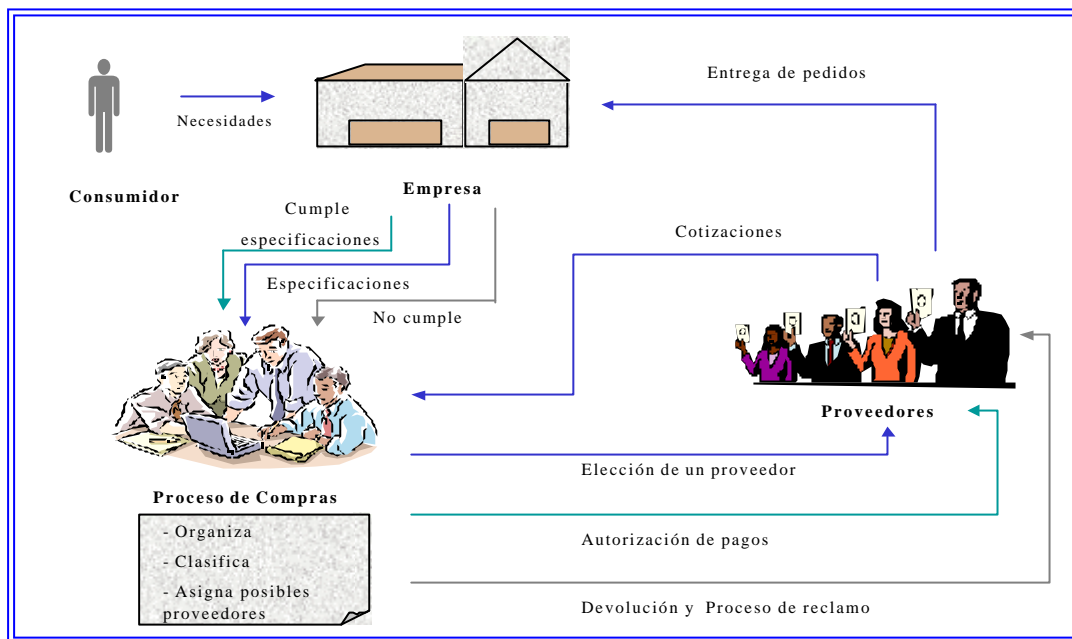 Entrega de pedidos
Necesidades
Consumidor
Empresa
Cumple
especificaciones
Cotizaciones
Especificaciones
No cumple
Proveedores
Elección de un proveedor
Proceso de Compras
- Organiza
- Clasifica
- Asigna posibles
proveedores
Autorización de pagos
Devolución y Proceso de reclamo